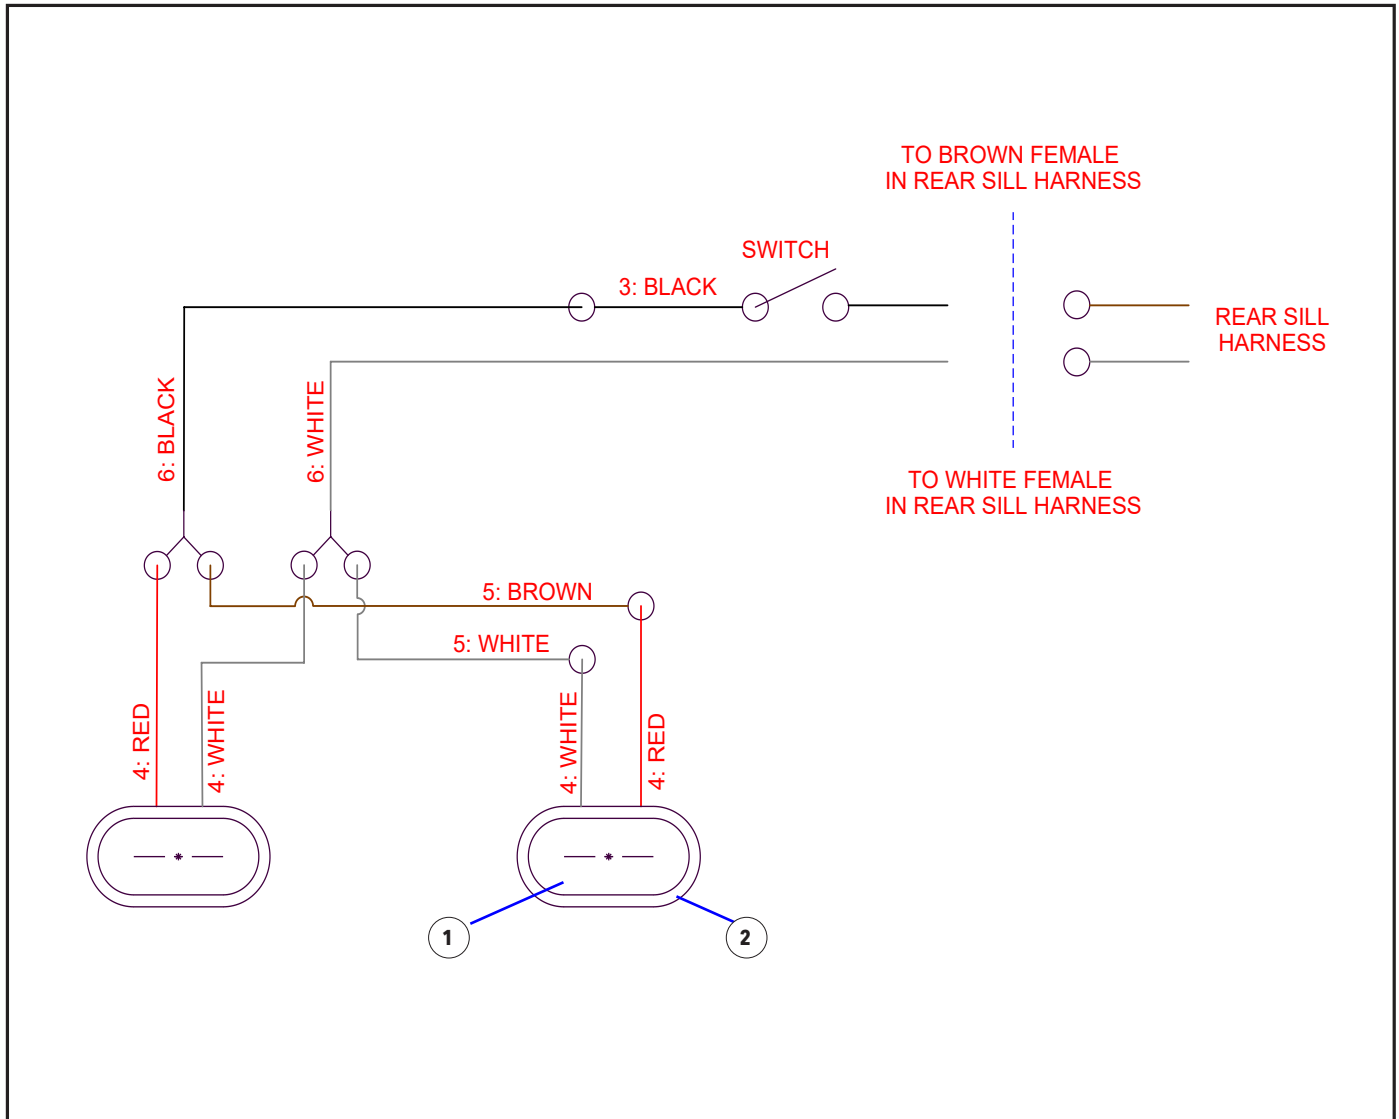 TO BROWN FEMALE
IN REAR SILL HARNESS
SWITCH
3: BLACK
REAR SILL
HARNESS
6: BLACK
6: WHITE
TO WHITE FEMALE
IN REAR SILL HARNESS
5: BROWN
5: WHITE
4: RED
4: WHITE
4: WHITE
4: RED
1
2